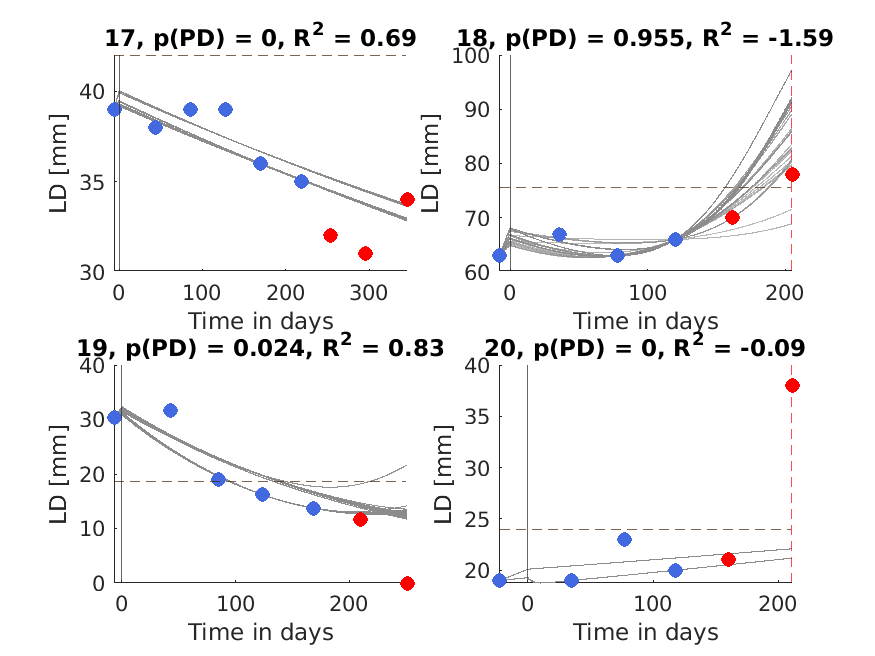 17, p(PD) = 0, R² = 0.69
LD [mm]
40
35
30
0
100
200
300
Time in days
18, p(PD) = 0.955, R² = -1.59
LD [mm]
100
90
80
70
60
0
100
200
Time in days
19, p(PD) = 0.024, R² = 0.83
LD [mm]
40
30
20
10
0
0
100
200
Time in days
20, p(PD) = 0, R² = -0.09
LD [mm]
40
35
30
25
20
0
100
200
Time in days